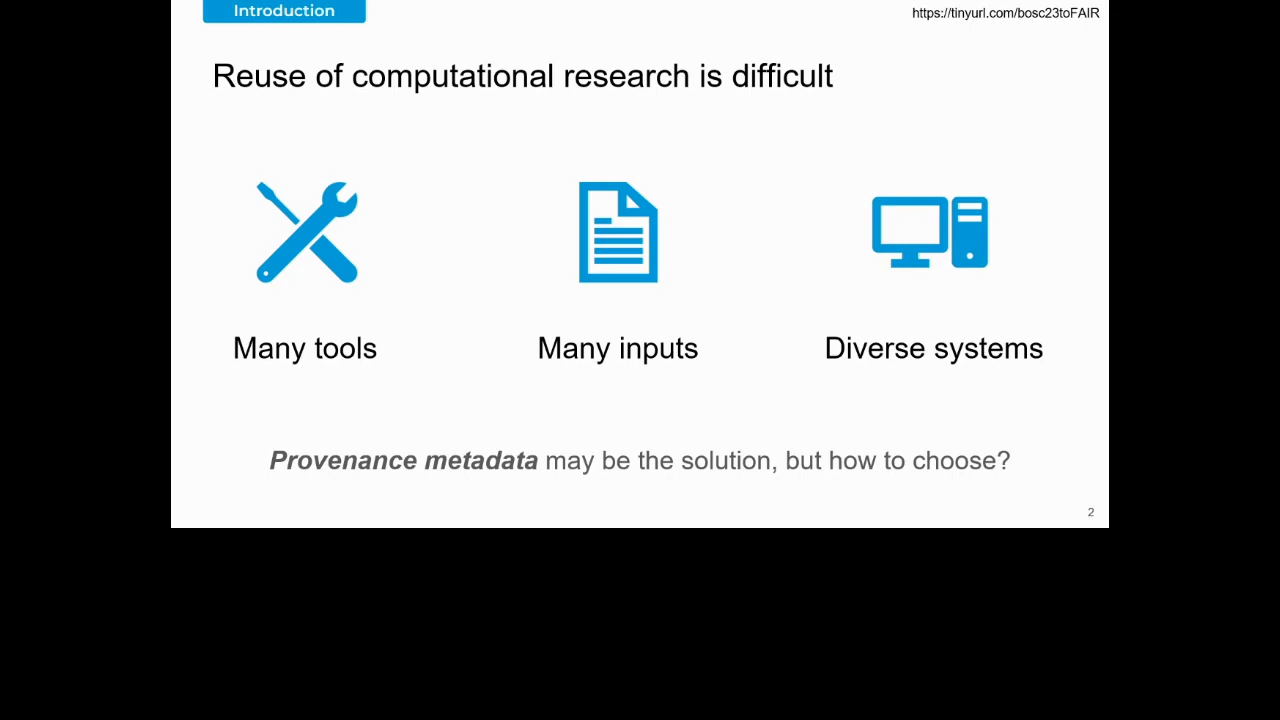 Introduction
https://tinyurl.com/bosc23toFAIR
Reuse of computational research is difficult
Many tools
Many inputs
Diverse systems
Provenance metadata may be the solution, but how to choose?
2